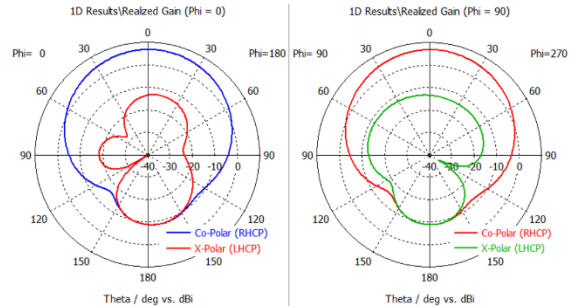 1D Results\Realized Gain (Phi = 0)
Phi= 0
Phi=180
0
30
30
60
60
90
90
-40 -30 -20 -10 0
120
120
150
150
180
Co-Polar (RHCP)
X-Polar (LHCP)
Theta / deg vs. dBi
1D Results\Realized Gain (Phi = 90)
Phi= 90
Phi=270
0
30
30
60
60
90
90
-40 -30 -20 -10 0
120
120
150
150
180
Co-Polar (RHCP)
X-Polar (LHCP)
Theta / deg vs. dBi